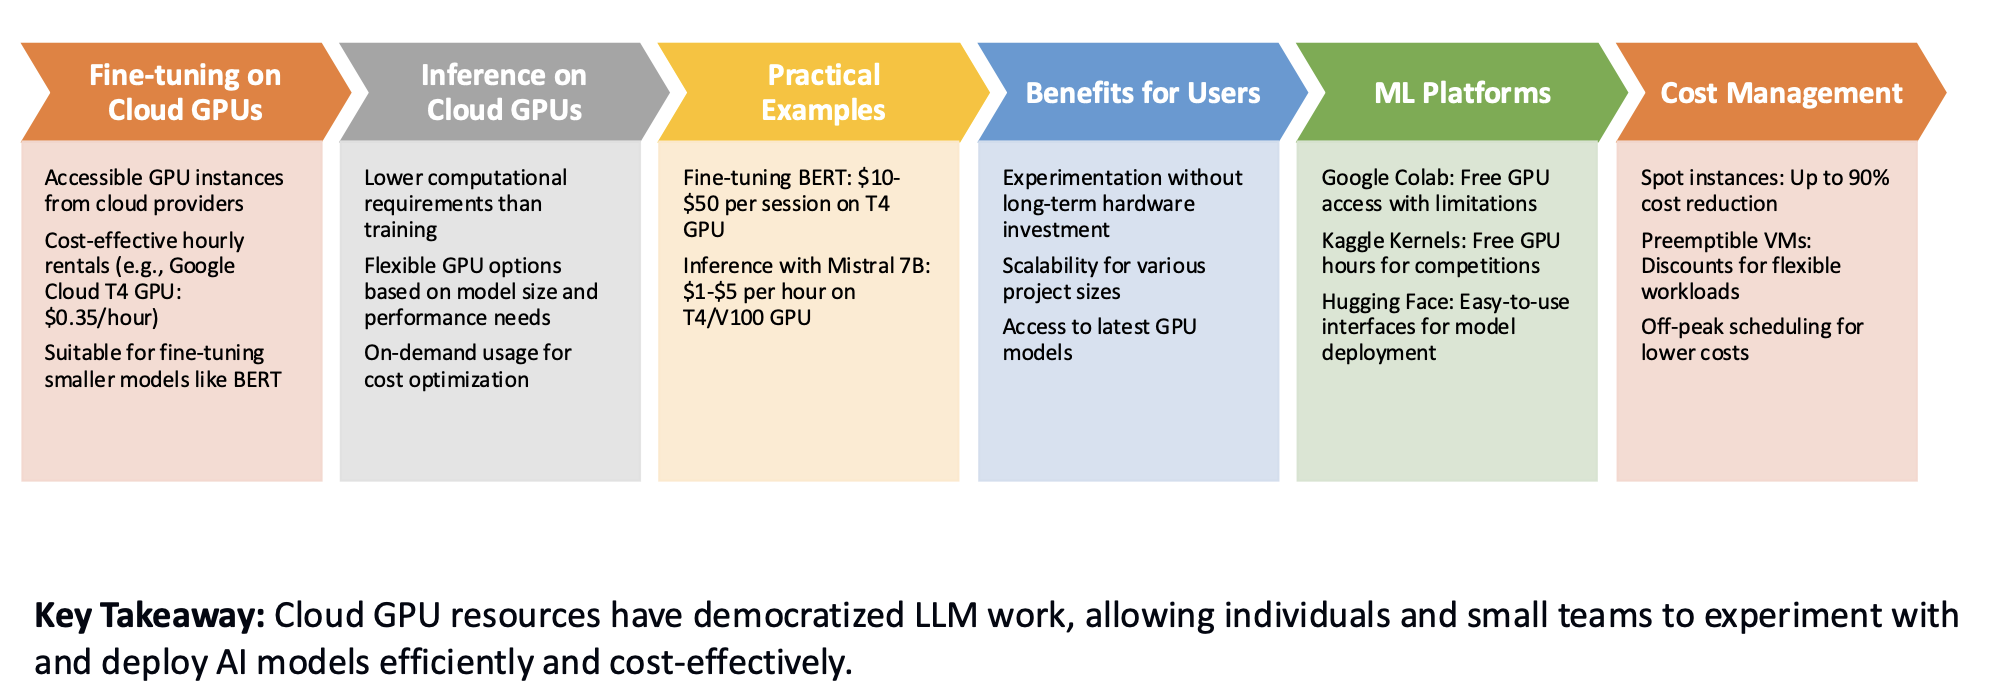 Fine-tuning on
Cloud GPUs
Accessible GPU instances
from cloud providers
Cost-effective hourly
rentals (e.g., Google
Cloud T4 GPU:
$0.35/hour)
Suitable for fine-tuning
smaller models like BERT
Inference on
Cloud GPUs
Lower computational
requirements than
training
Flexible GPU options
based on model size and
performance needs
On-demand usage for
cost optimization
Practical
Examples
Fine-tuning BERT: $10-
$50 per session on T4
GPU
Inference with Mistral 7B:
$1-$5 per hour on
T4/V100 GPU
Benefits for Users
Experimentation without
long-term hardware
investment
Scalability for various
project sizes
Access to latest GPU
models
ML Platforms
Google Colab: Free GPU
access with limitations
Kaggle Kernels: Free GPU
hours for competitions
Hugging Face: Easy-to-use
interfaces for model
deployment
Cost Management
Spot instances: Up to 90%
cost reduction
Preemptible VMs:
Discounts for flexible
workloads
Off-peak scheduling for
lower costs
Key Takeaway: Cloud GPU resources have democratized LLM work, allowing individuals and small teams to experiment with
and deploy AI models efficiently and cost-effectively.